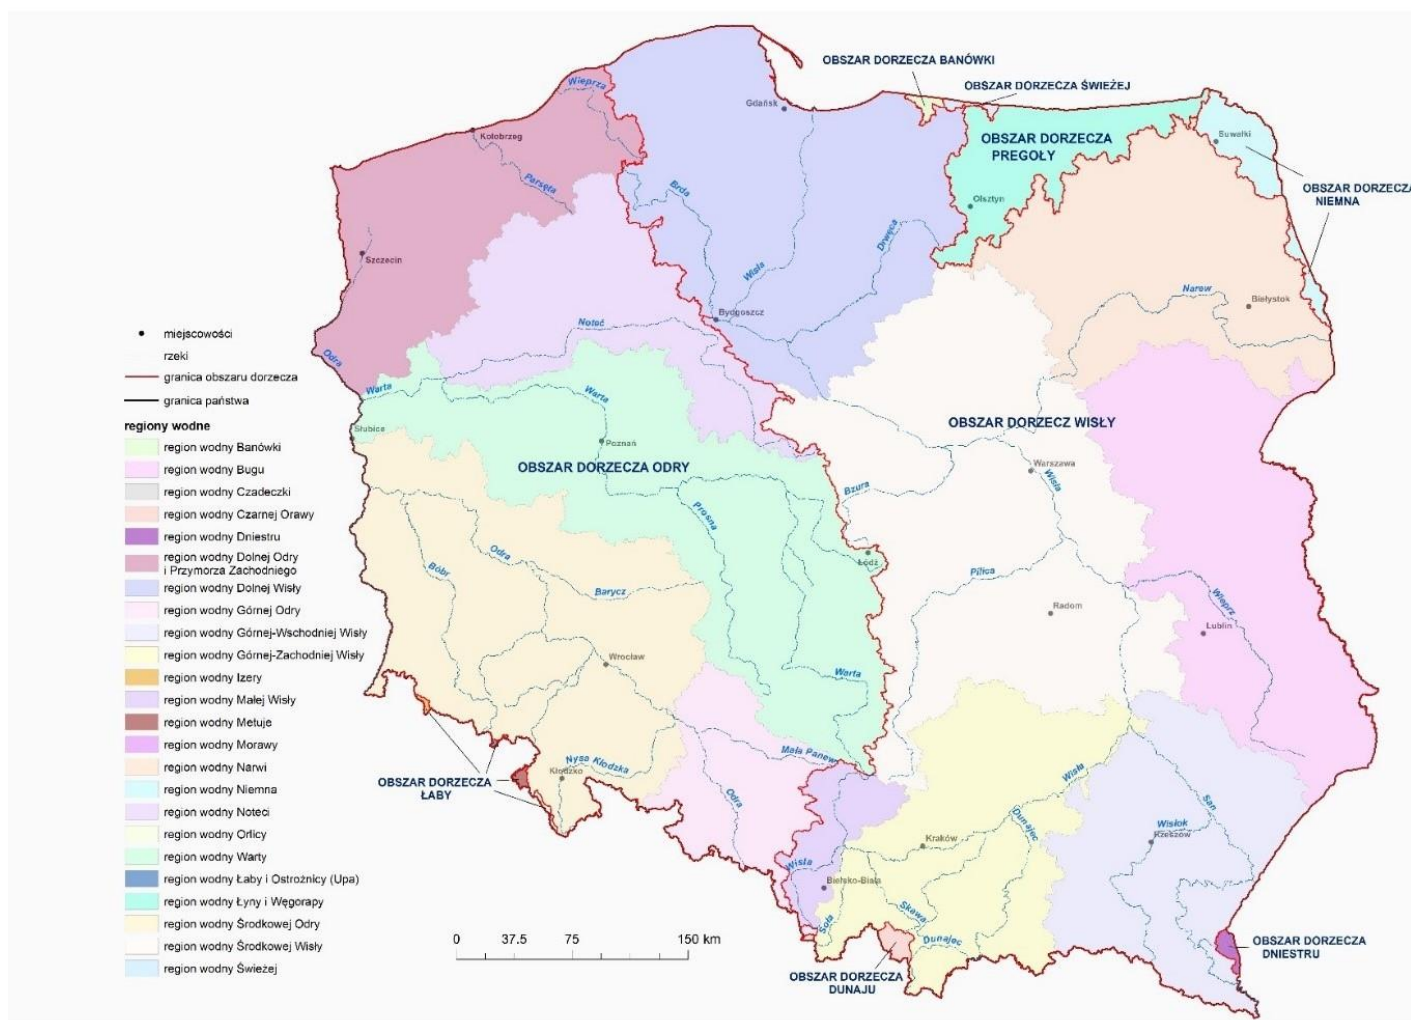 OBSZAR DORZECZA BANÓWKI
OBSZAR DORZECZA ŚWIEŻEJ
Wieprza
Gdańsk
Kołobrzeg
OBSZAR DORZECZA
PREGOŁY
Suwałki
Parsęta
Brda
OBSZAR DORZECZA
NIEMNA
Olsztyn
Drwęca
Szczecin
Wisła
Narew
Białystok
Bydgoszcz
Noteć
Odra
Warta
Warta
Słubice
Poznań
OBSZAR DORZECZ WISŁY
OBSZAR DORZECZA ODRY
Warszawa
Wisła
Bzura
Prosna
Odra
Bóbr
Łódź
Pilica
Barycz
Wieprz
Radom
Lublin
Wrocław
Warta
Mała Panew
Nysa Kłodzka
Kłodzko
OBSZAR DORZECZA
ŁABY
Odra
Wisła
San
Dunajec
Wisłok
Rzeszów
Kraków
Wisła
Bielsko-Biała
Skawa
Soła
Dunajec
OBSZAR DORZECZA
DUNAJU
OBSZAR DORZECZA
DNIESTRU
miejscowości
rzeki
granica obszaru dorzecza
granica państwa
regiony wodne
region wodny Banówki
region wodny Bugu
region wodny Czadeczki
region wodny Czarnej Orawy
region wodny Dniestru
region wodny Dolnej Odry
i Przymorza Zachodniego
region wodny Dolnej Wisły
region wodny Górnej Odry
region wodny Górnej-Wschodniej Wisły
region wodny Górnej-Zachodniej Wisły
region wodny Izery
region wodny Małej Wisły
region wodny Metuje
region wodny Morawy
region wodny Narwi
region wodny Niemna
region wodny Noteci
region wodny Orlicy
region wodny Warty
region wodny Łaby i Ostrożnicy (Upa)
region wodny Łyny i Węgorapy
region wodny Środkowej Odry
region wodny Środkowej Wisły
region wodny Świeżej
0 37.5 75 150 km